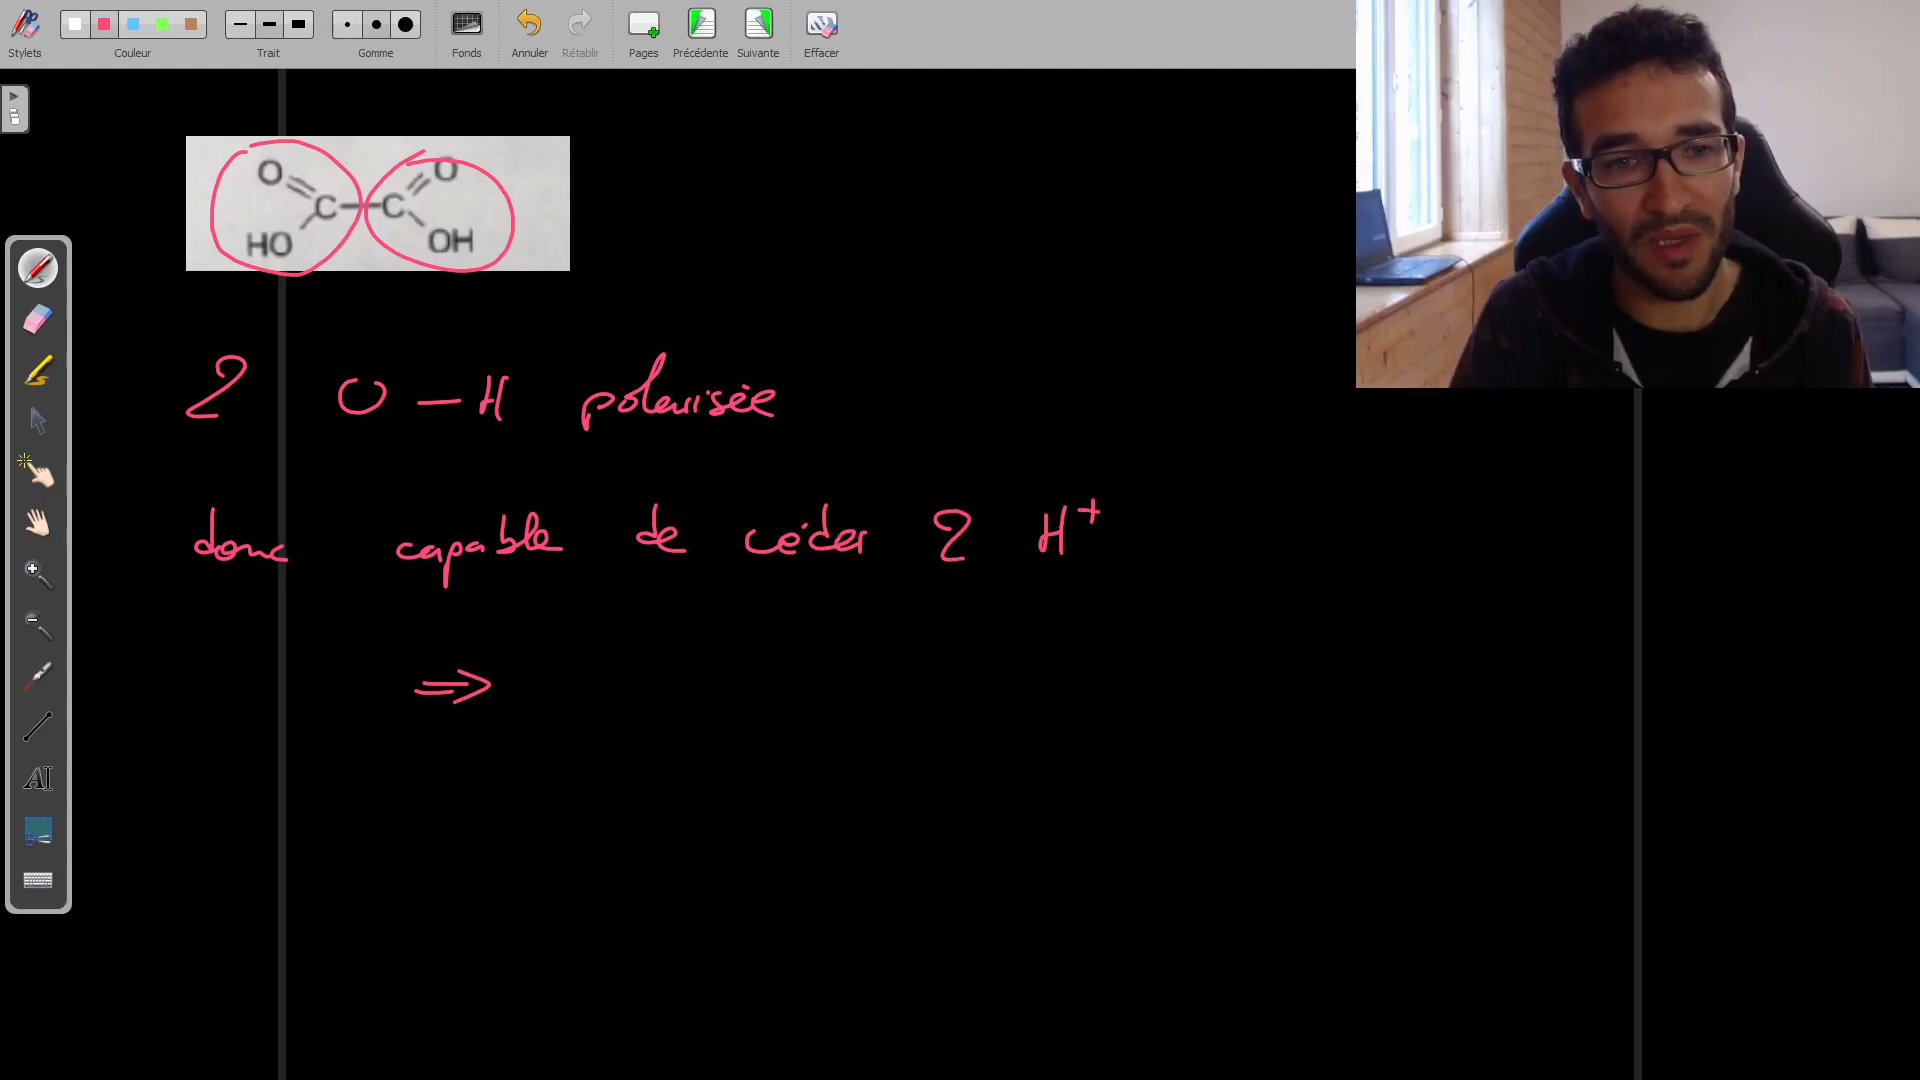 Stylets Couleur Trait Gomme Fonds Annuler Rétablir Pages Précédente Suivante Effacer
O O
C — C
HO OH
2 O — H polarisée
donc capable de céder 2 H⁺
⇒
AI